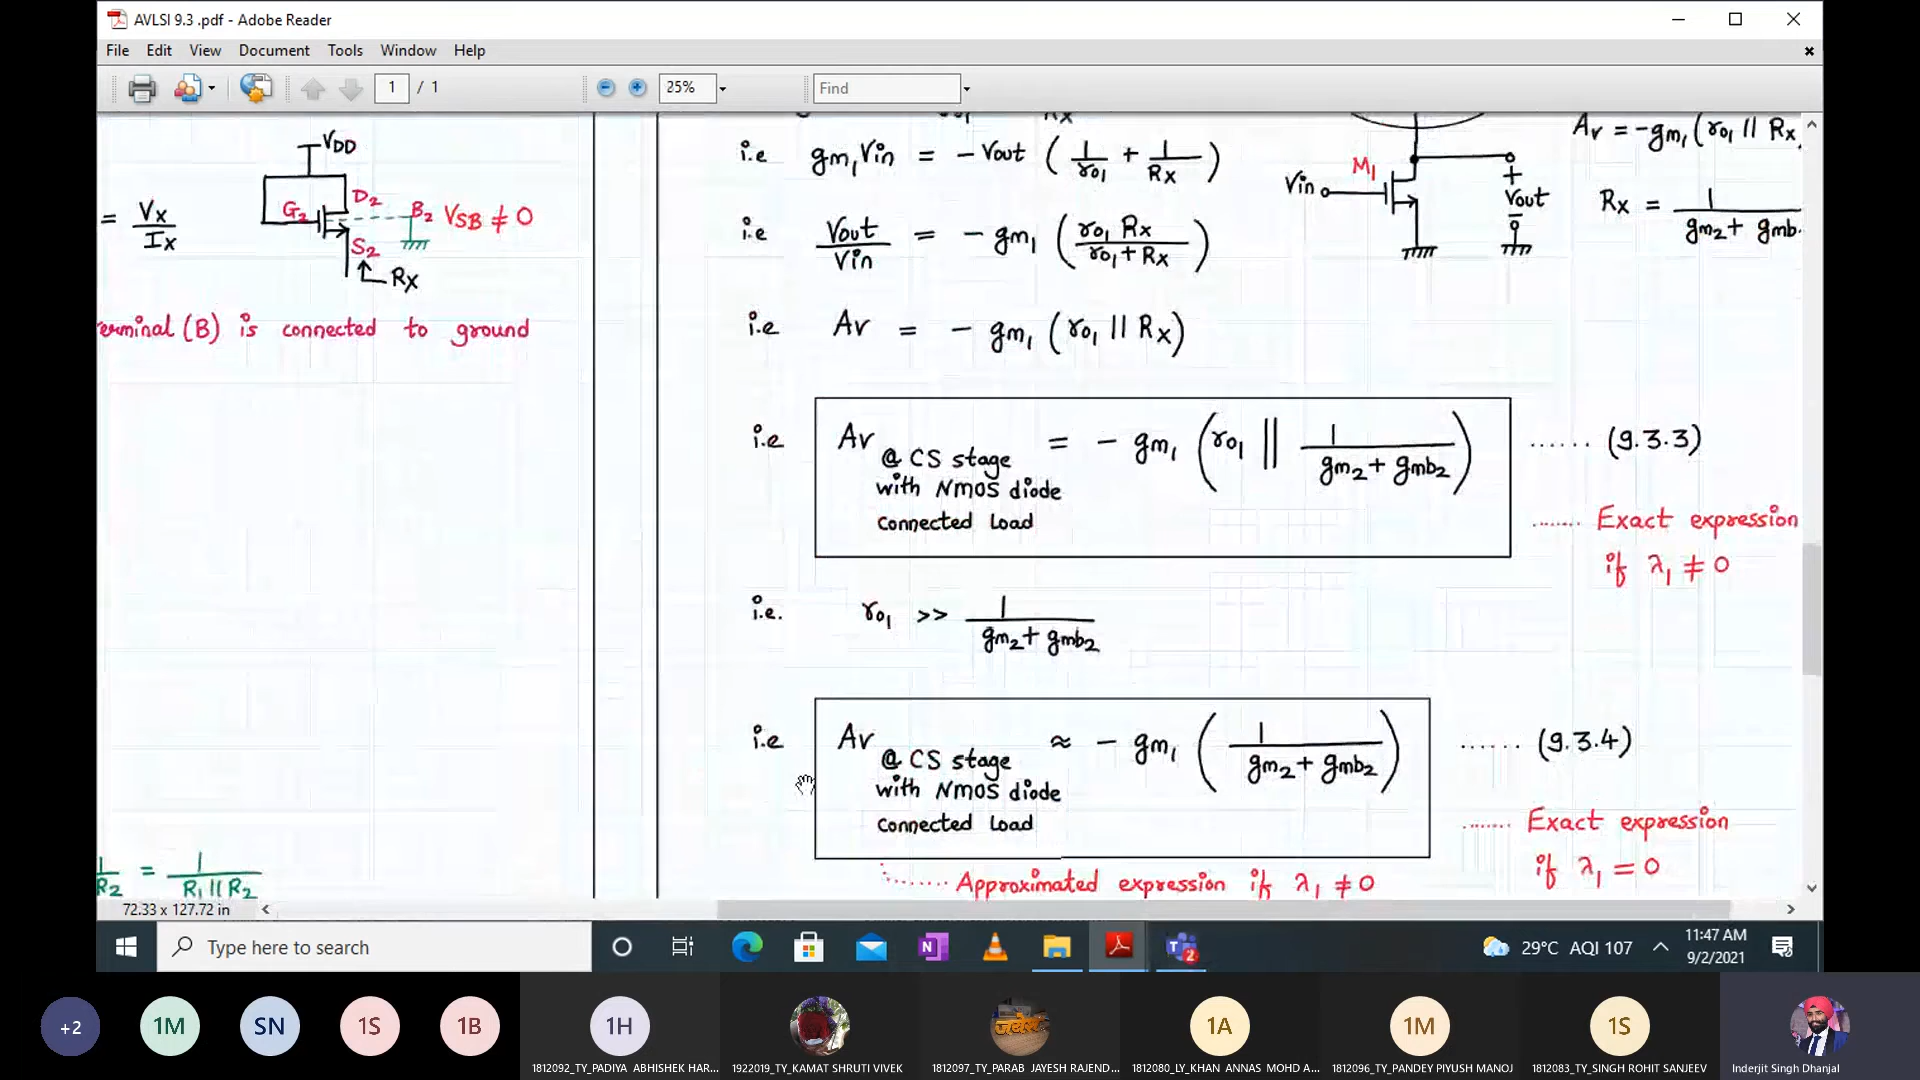 AVLSI 9.3 .pdf - Adobe Reader
File Edit View Document Tools Window Help
1 / 1
25%
Find
VDD
G2
D2
B2
VSB ≠ 0
S2
Rx
= Vx / Ix
erminal (B) is connected to ground
1/R2 = 1 / R1 || R2
i.e gm1 Vin = - Vout ( 1/ro1 + 1/Rx )
i.e Vout / Vin = - gm1 ( ro1 Rx / ro1 + Rx )
i.e Av = - gm1 ( ro1 || Rx )
M1
Vin
+
Vout
-
Av = -gm1 ( ro1 || Rx
Rx = 1 / gm2 + gmb
i.e Av @ CS stage with NMOS diode connected load = - gm1 ( ro1 || 1 / gm2 + gmb2 ) ...... (9.3.3)
...... Exact expression
if λ1 ≠ 0
i.e. ro1 >> 1 / gm2 + gmb2
i.e Av @ CS stage with NMOS diode connected load ≈ - gm1 ( 1 / gm2 + gmb2 ) ...... (9.3.4)
...... Exact expression
if λ1 = 0
...... Approximated expression if λ1 ≠ 0
72.33 x 127.72 in
Type here to search
2
29°C AQI 107
11:47 AM
9/2/2021
+2
1M
SN
1S
1B
1H
1A
1M
1S
1812092_TY_PADIYA ABHISHEK HAR...
1922019_TY_KAMAT SHRUTI VIVEK
1812097_TY_PARAB JAYESH RAJEND...
1812080_LY_KHAN ANNAS MOHD A...
1812096_TY_PANDEY PIYUSH MANOJ
1812083_TY_SINGH ROHIT SANJEEV
Inderjit Singh Dhanjal